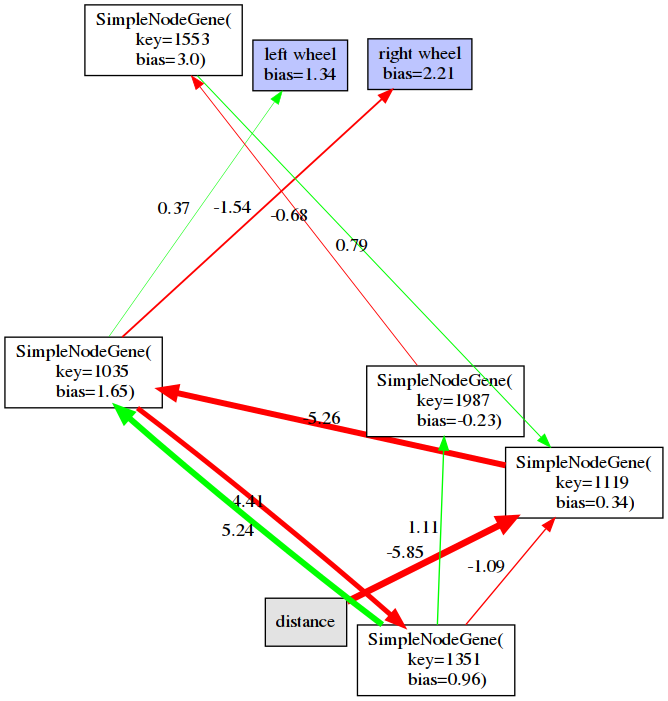 SimpleNodeGene(
key=1553
bias=3.0)
left wheel
bias=1.34
right wheel
bias=2.21
0.37
-1.54
-0.68
0.79
SimpleNodeGene(
key=1035
bias=1.65)
SimpleNodeGene(
key=1987
bias=-0.23)
5.26
SimpleNodeGene(
key=1119
bias=0.34)
4.41
5.24
1.11
-5.85
-1.09
distance
SimpleNodeGene(
key=1351
bias=0.96)